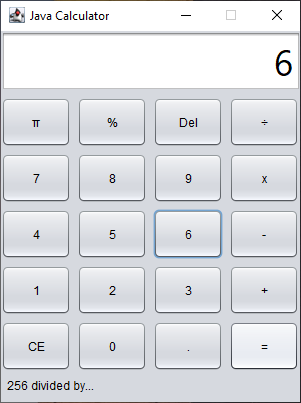 Java Calculator
6
π % Del ÷
7 8 9 x
4 5 6 -
1 2 3 +
CE 0 . =
256 divided by...